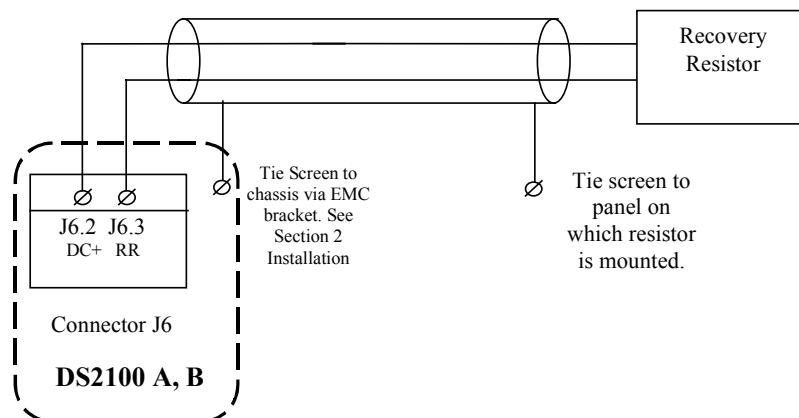 Recovery
Resistor
Tie Screen to
chassis via EMC
bracket. See
Section 2
Installation
Tie screen to
panel on
which resistor
is mounted.
J6.2 J6.3
DC+ RR
Connector J6
DS2100 A, B